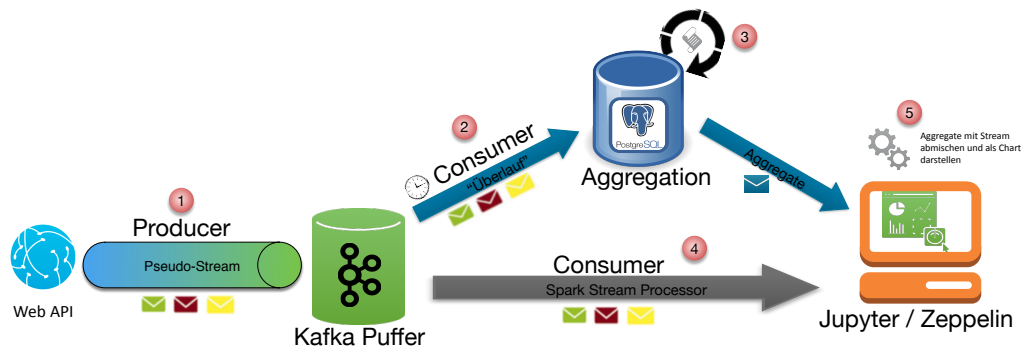 3
2
Consumer
"Überlauf"
PostgreSQL
Aggregation
Aggregate
5
Aggregate mit Stream
abmischen und als Chart
darstellen
1
Producer
Pseudo-Stream
Web API
Kafka Puffer
4
Consumer
Spark Stream Processor
Jupyter / Zeppelin